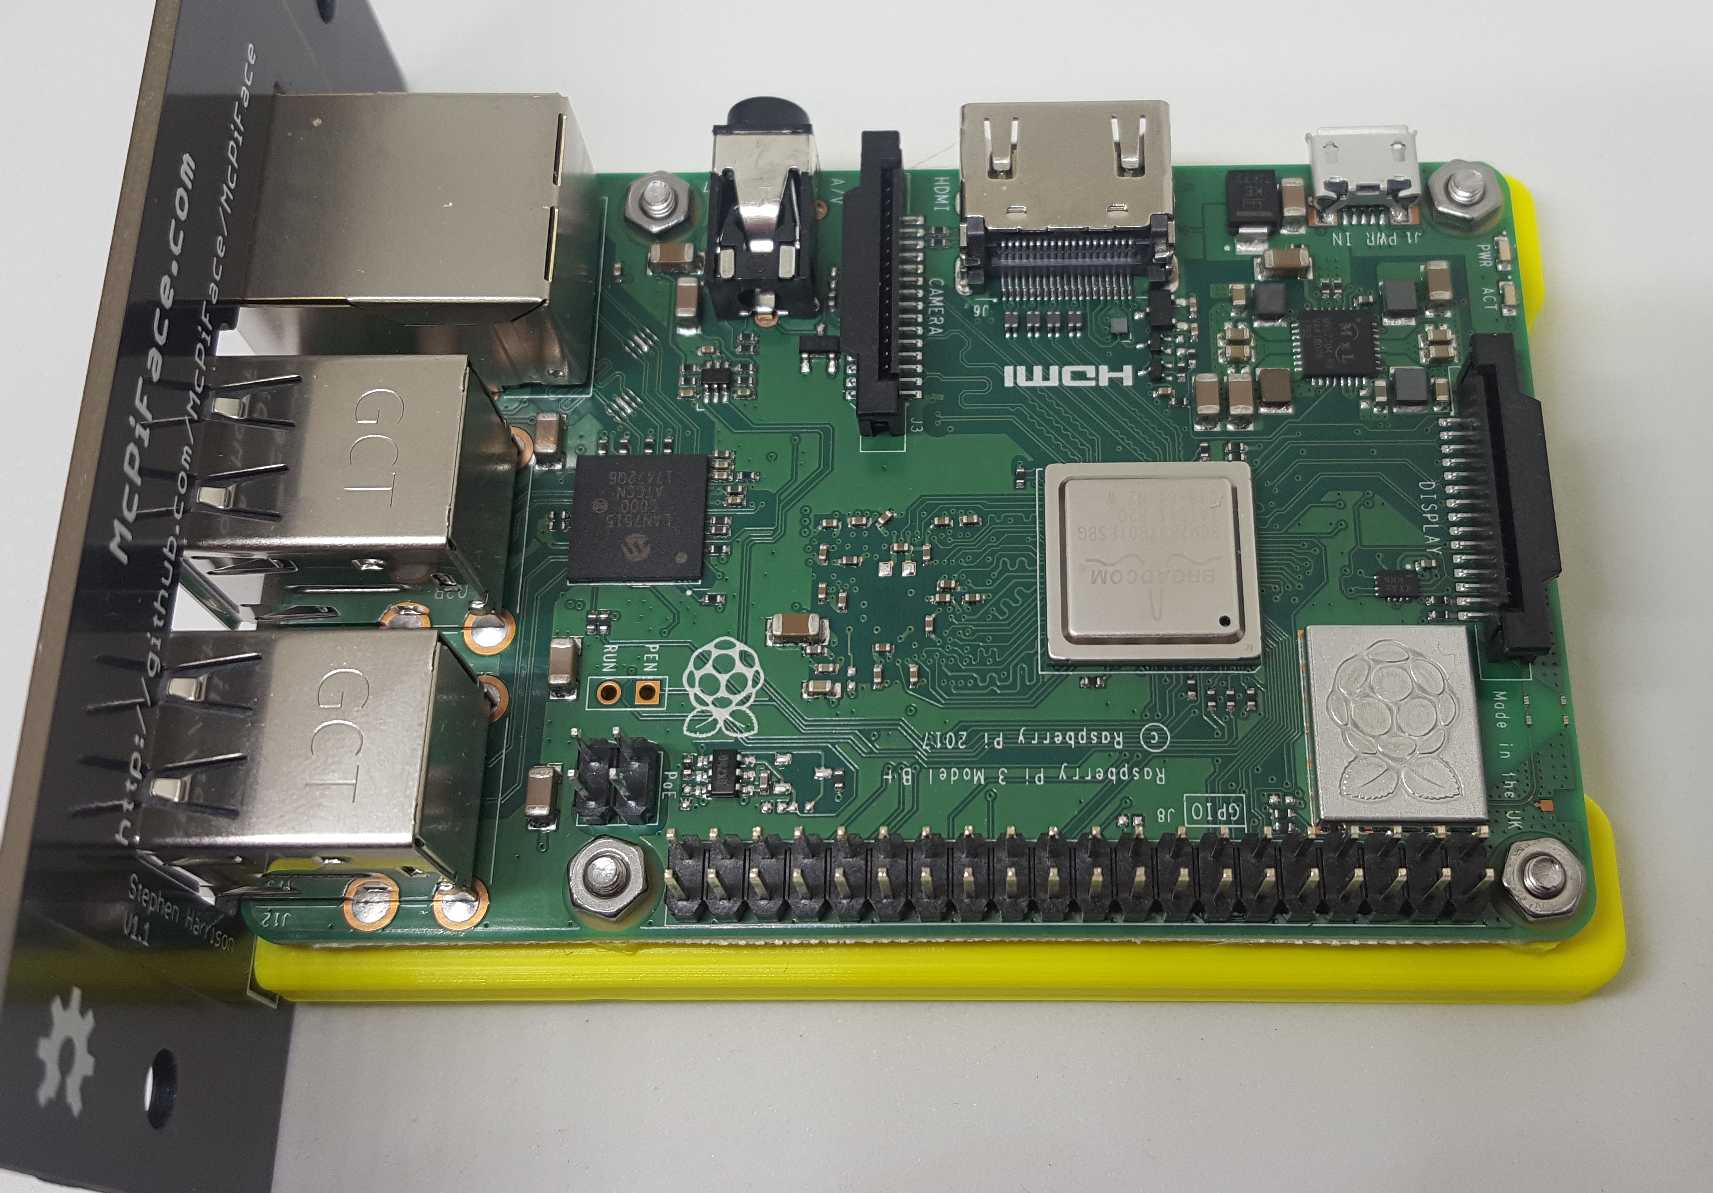 McPiFace.com
http://github.com/McPiFace/McPiFace
Stephen Harrison
V1.1
GCT
GCT
A/V
HDMI
CAMERA
J3
J6
HDMI
J1 PWR IN
PWR
ACT
DISPLAY
LAN7515
BROADCOM
RUN
PEN
PoE
© Raspberry Pi 2017
Raspberry Pi 3 Model B+
J8
GPIO
Made in the UK
J12